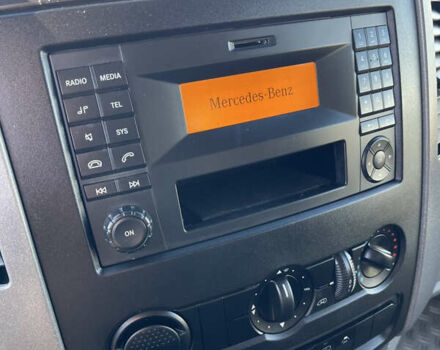 RADIO MEDIA
Mercedes-Benz
TEL
SYS
ON